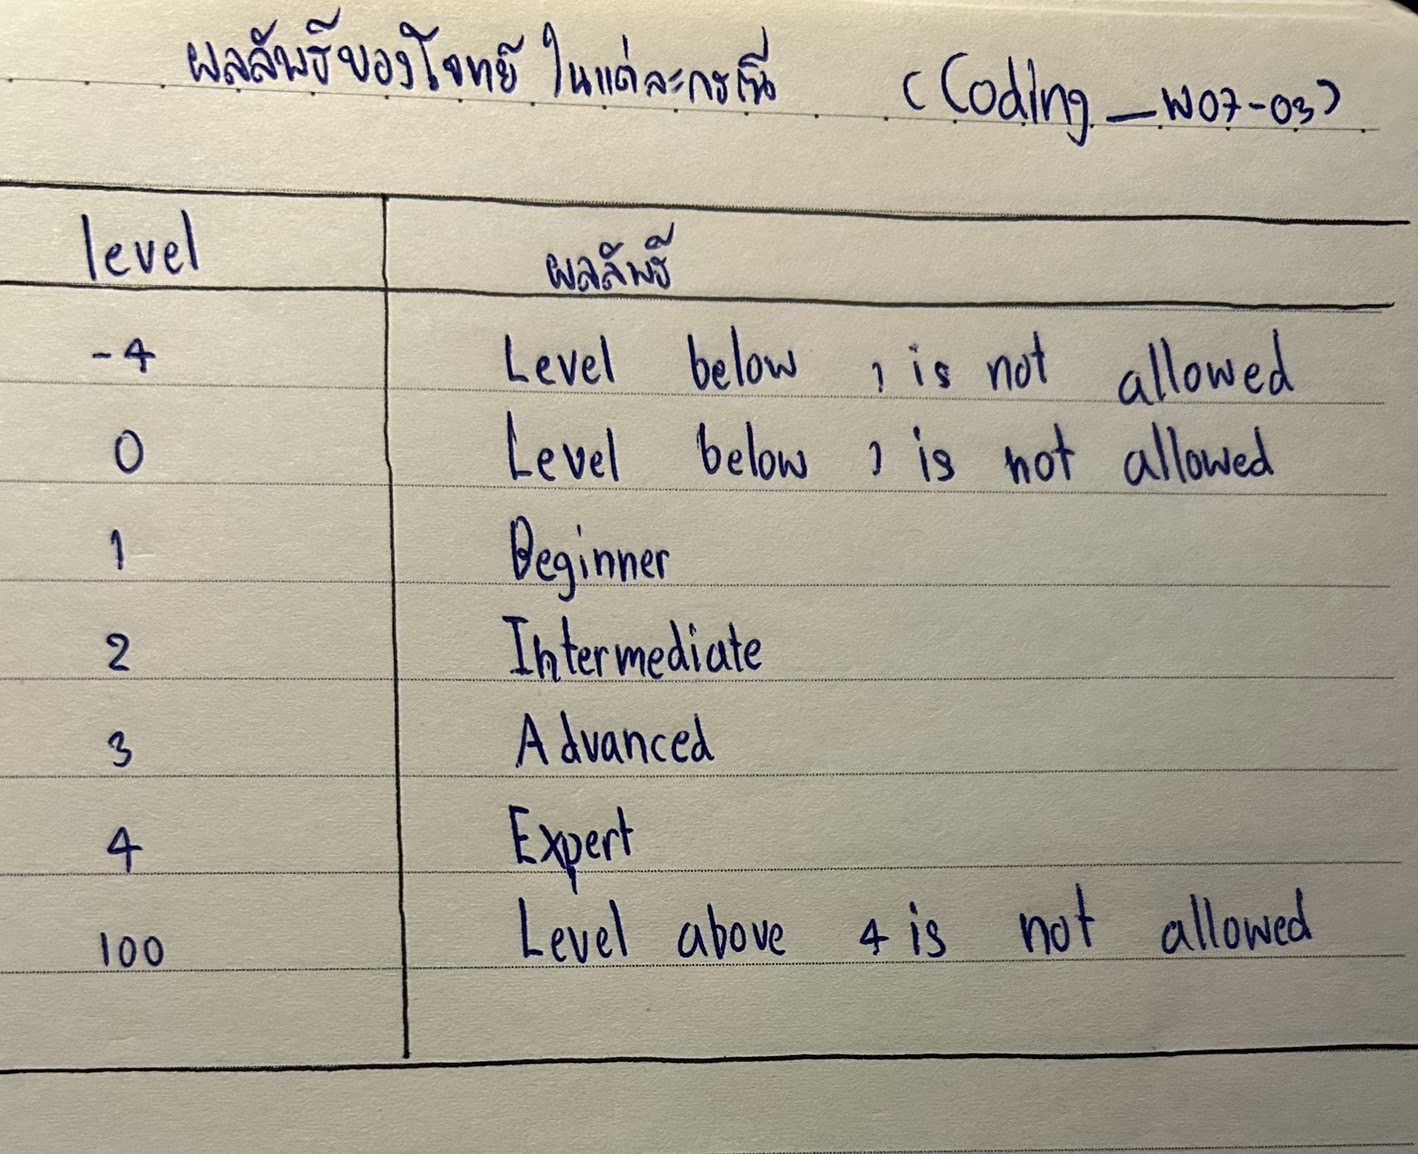 ผลลัพธ์ของโจทย์ ในแต่ละกรณี (Coding_W07-03)
level ผลลัพธ์
-4 Level below 1 is not allowed
0 Level below 1 is not allowed
1 Beginner
2 Intermediate
3 Advanced
4 Expert
100 Level above 4 is not allowed